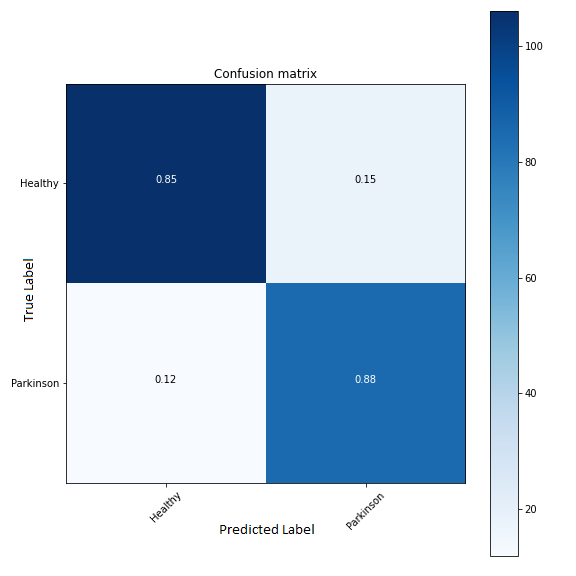 Confusion matrix
100
80
60
40
20
Healthy
0.85
0.15
True Label
Parkinson
0.12
0.88
Healthy
Parkinson
Predicted Label